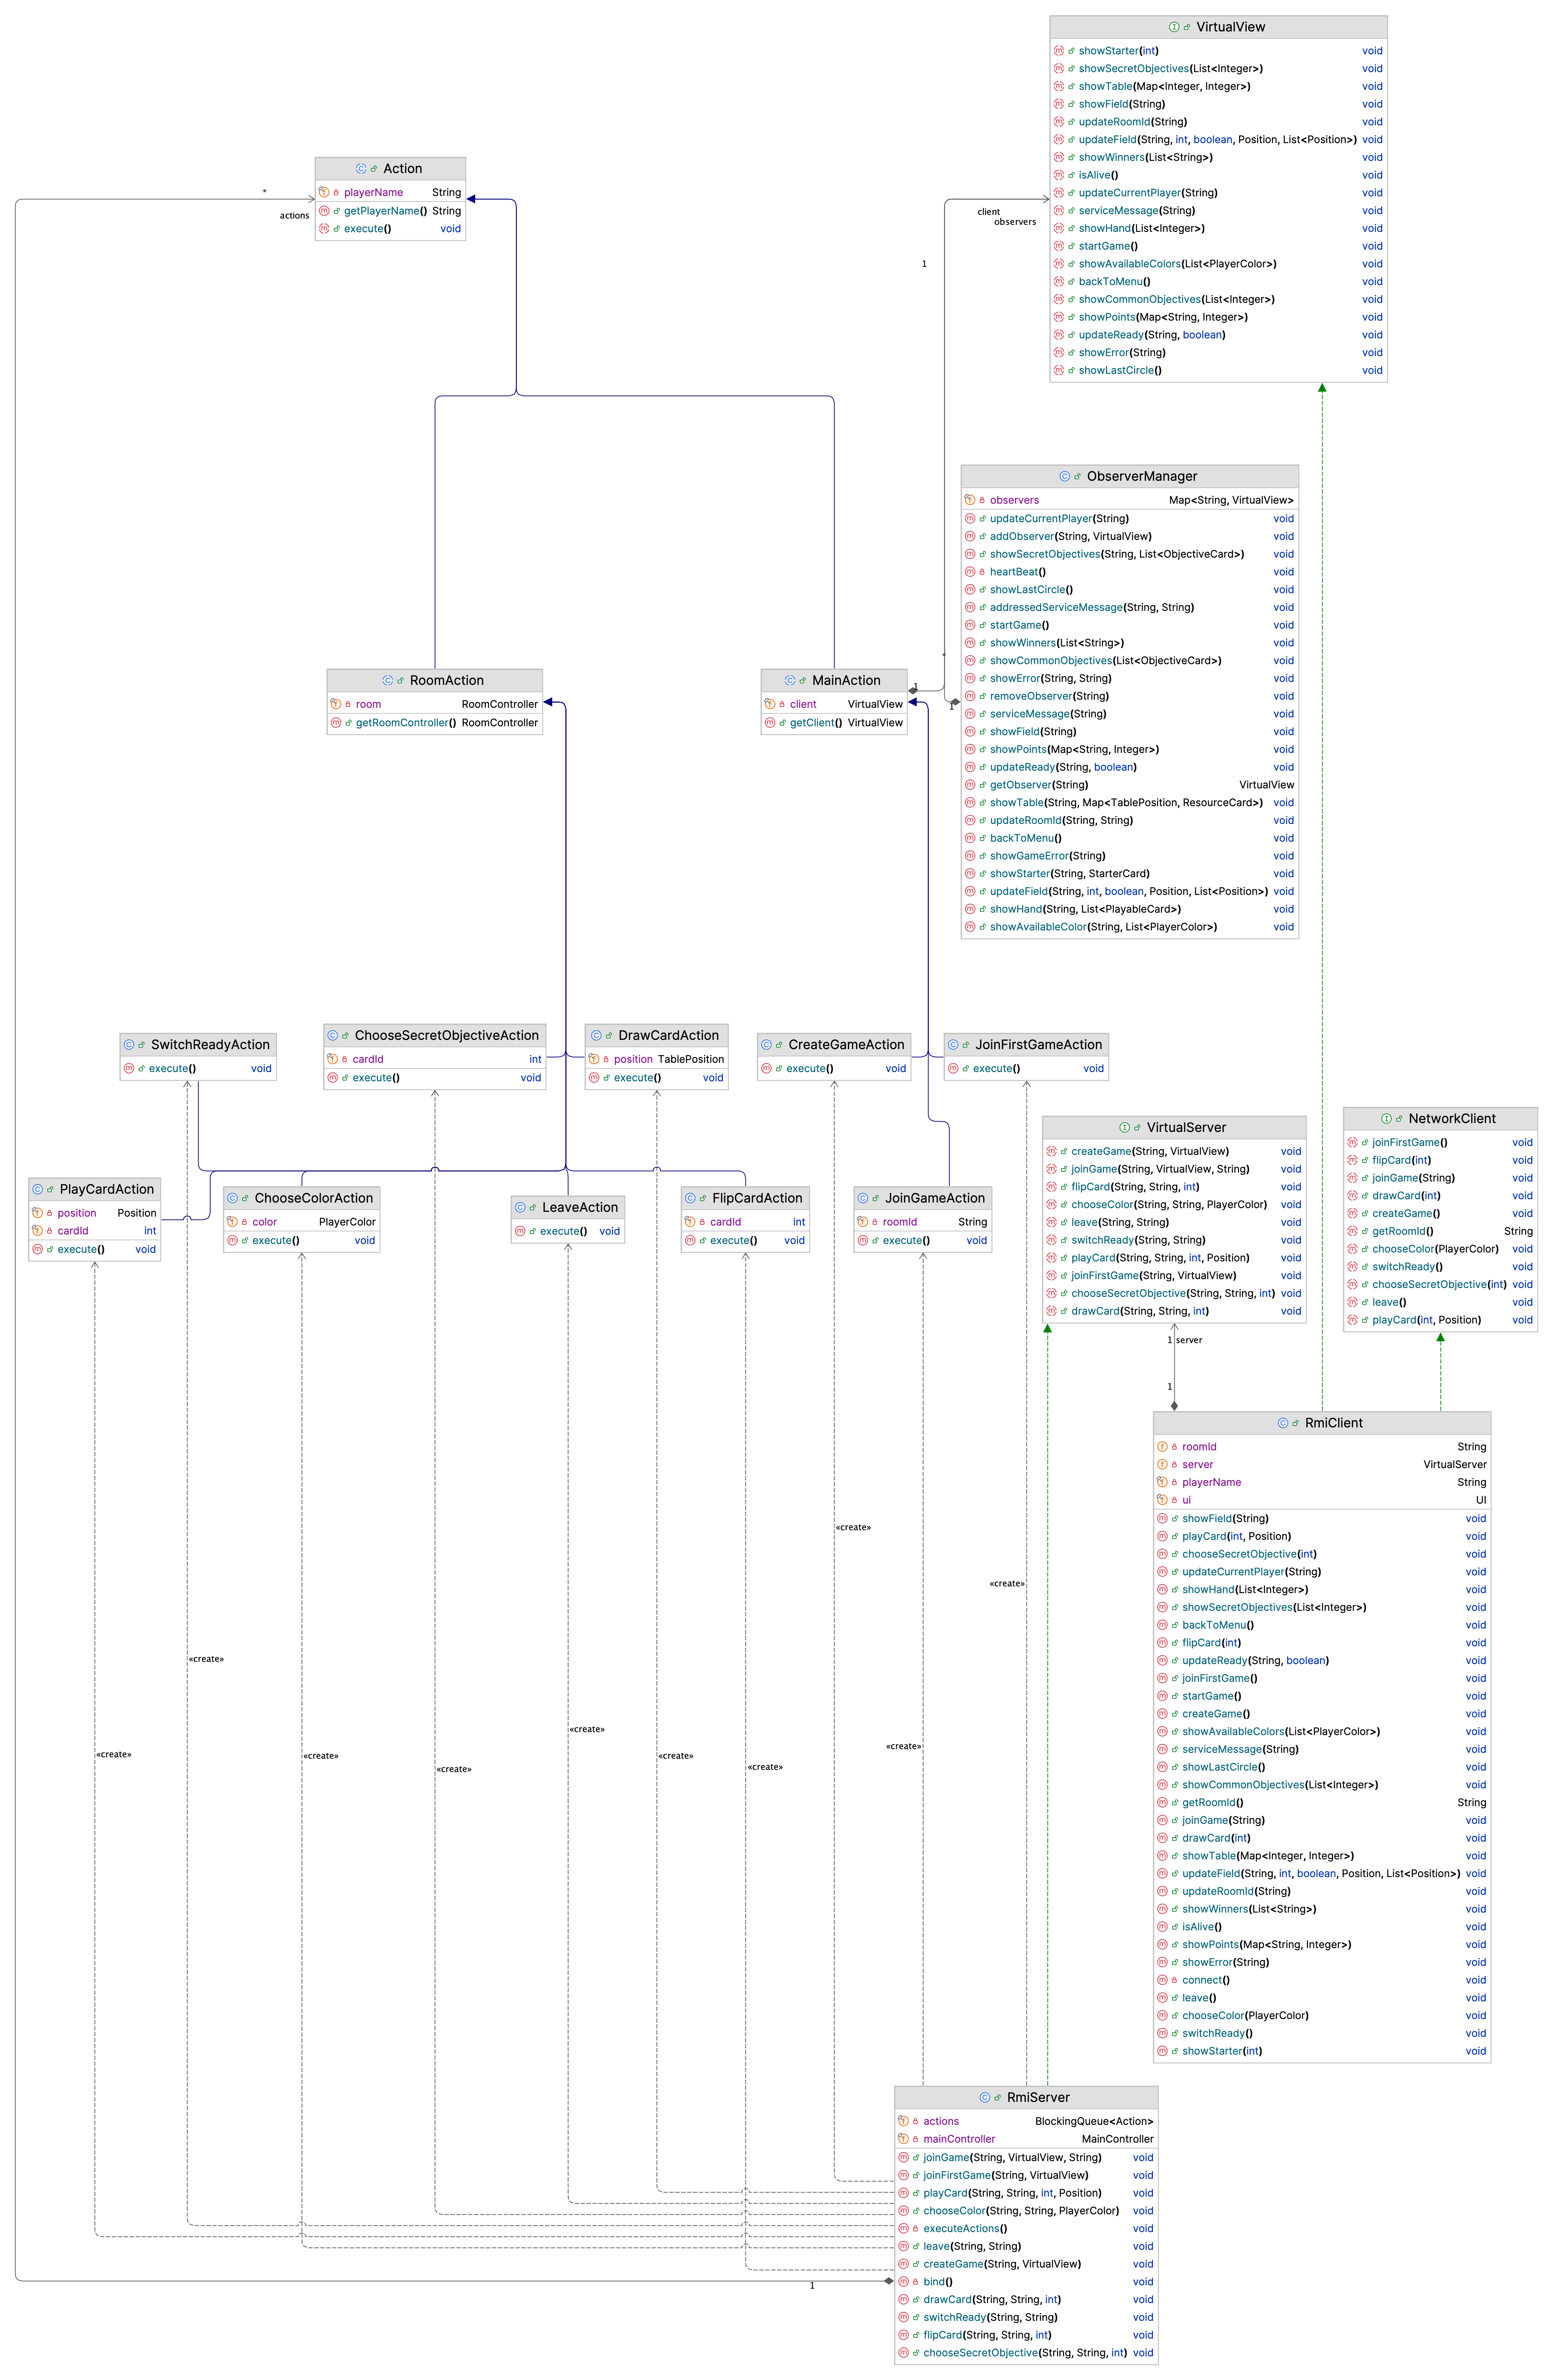 VirtualView
showStarter(int) void
showSecretObjectives(List<Integer>) void
showTable(Map<Integer, Integer>) void
showField(String) void
updateRoomId(String) void
updateField(String, int, boolean, Position, List<Position>) void
showWinners(List<String>) void
isAlive() void
updateCurrentPlayer(String) void
serviceMessage(String) void
showHand(List<Integer>) void
startGame() void
showAvailableColors(List<PlayerColor>) void
backToMenu() void
showCommonObjectives(List<Integer>) void
showPoints(Map<String, Integer>) void
updateReady(String, boolean) void
showError(String) void
showLastCircle() void
Action
playerName String
getPlayerName() String
execute() void
*
actions
client
observers
1
ObserverManager
observers Map<String, VirtualView>
updateCurrentPlayer(String) void
addObserver(String, VirtualView) void
showSecretObjectives(String, List<ObjectiveCard>) void
heartBeat() void
showLastCircle() void
addressedServiceMessage(String, String) void
startGame() void
showWinners(List<String>) void
showCommonObjectives(List<ObjectiveCard>) void
showError(String, String) void
removeObserver(String) void
serviceMessage(String) void
showField(String) void
showPoints(Map<String, Integer>) void
updateReady(String, boolean) void
getObserver(String) VirtualView
showTable(String, Map<TablePosition, ResourceCard>) void
updateRoomId(String, String) void
backToMenu() void
showGameError(String) void
showStarter(String, StarterCard) void
updateField(String, int, boolean, Position, List<Position>) void
showHand(String, List<PlayableCard>) void
showAvailableColor(String, List<PlayerColor>) void
*
1
1
RoomAction
room RoomController
getRoomController() RoomController
MainAction
client VirtualView
getClient() VirtualView
SwitchReadyAction
execute() void
ChooseSecretObjectiveAction
cardId int
execute() void
DrawCardAction
position TablePosition
execute() void
CreateGameAction
execute() void
JoinFirstGameAction
execute() void
VirtualServer
createGame(String, VirtualView) void
joinGame(String, VirtualView, String) void
flipCard(String, String, int) void
chooseColor(String, String, PlayerColor) void
leave(String, String) void
switchReady(String, String) void
playCard(String, String, int, Position) void
joinFirstGame(String, VirtualView) void
chooseSecretObjective(String, String, int) void
drawCard(String, String, int) void
NetworkClient
joinFirstGame() void
flipCard(int) void
joinGame(String) void
drawCard(int) void
createGame() void
getRoomId() String
chooseColor(PlayerColor) void
switchReady() void
chooseSecretObjective(int) void
leave() void
playCard(int, Position) void
PlayCardAction
position Position
cardId int
execute() void
ChooseColorAction
color PlayerColor
execute() void
LeaveAction
execute() void
FlipCardAction
cardId int
execute() void
JoinGameAction
roomId String
execute() void
1 server
1
RmiClient
roomId String
server VirtualServer
playerName String
ui UI
showField(String) void
playCard(int, Position) void
chooseSecretObjective(int) void
updateCurrentPlayer(String) void
showHand(List<Integer>) void
showSecretObjectives(List<Integer>) void
backToMenu() void
flipCard(int) void
updateReady(String, boolean) void
joinFirstGame() void
startGame() void
createGame() void
showAvailableColors(List<PlayerColor>) void
serviceMessage(String) void
showLastCircle() void
showCommonObjectives(List<Integer>) void
getRoomId() String
joinGame(String) void
drawCard(int) void
showTable(Map<Integer, Integer>) void
updateField(String, int, boolean, Position, List<Position>) void
updateRoomId(String) void
showWinners(List<String>) void
isAlive() void
showPoints(Map<String, Integer>) void
showError(String) void
connect() void
leave() void
chooseColor(PlayerColor) void
switchReady() void
showStarter(int) void
«create»
«create»
«create»
«create»
«create»
«create»
«create»
«create»
«create»
«create»
RmiServer
actions BlockingQueue<Action>
mainController MainController
joinGame(String, VirtualView, String) void
joinFirstGame(String, VirtualView) void
playCard(String, String, int, Position) void
chooseColor(String, String, PlayerColor) void
executeActions() void
leave(String, String) void
createGame(String, VirtualView) void
bind() void
drawCard(String, String, int) void
switchReady(String, String) void
flipCard(String, String, int) void
chooseSecretObjective(String, String, int) void
1